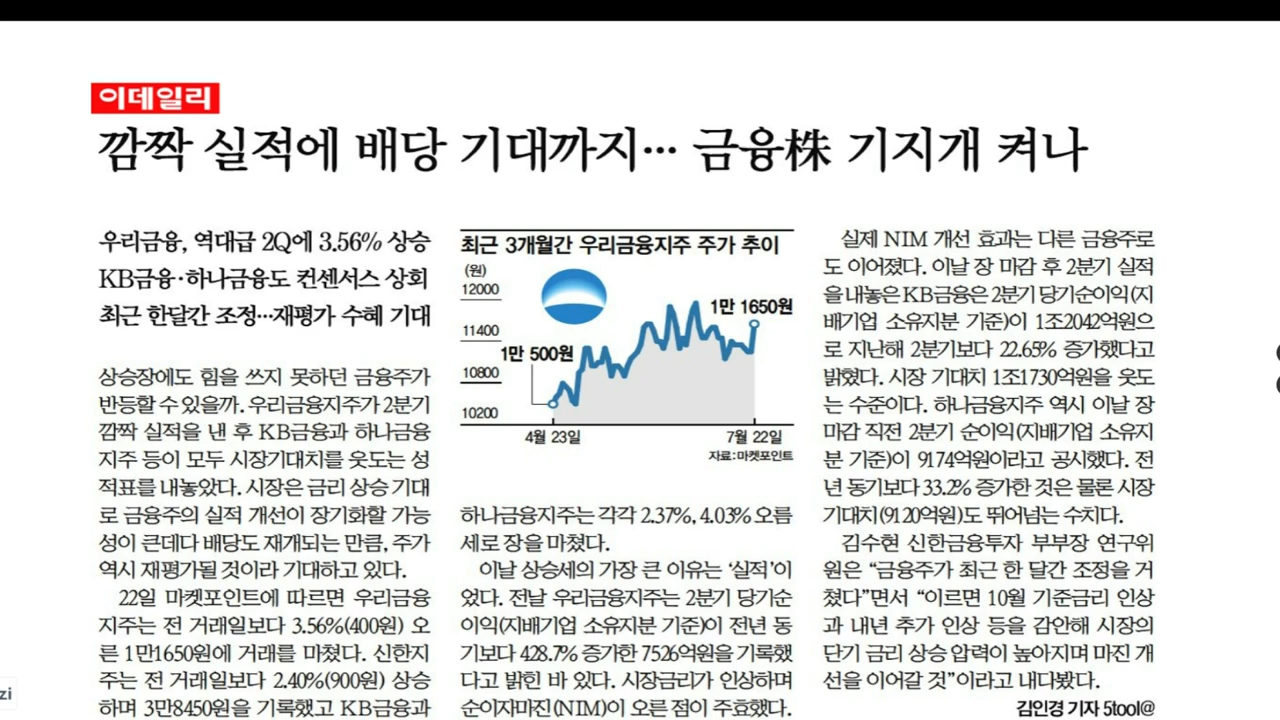 이데일리
깜짝 실적에 배당 기대까지… 금융株 기지개 켜나
우리금융, 역대급 2Q에 3.56% 상승
KB금융·하나금융도 컨센서스 상회
최근 한달간 조정…재평가 수혜 기대
상승장에도 힘을 쓰지 못하던 금융주가
반등할 수 있을까. 우리금융지주가 2분기
깜짝 실적을 낸 후 KB금융과 하나금융
지주 등이 모두 시장기대치를 웃도는 성
적표를 내놓았다. 시장은 금리 상승 기대
로 금융주의 실적 개선이 장기화할 가능
성이 큰데다 배당도 재개되는 만큼, 주가
역시 재평가될 것이라 기대하고 있다.
22일 마켓포인트에 따르면 우리금융
지주는 전 거래일보다 3.56%(400원) 오
른 1만1650원에 거래를 마쳤다. 신한지
주는 전 거래일보다 2.40%(900원) 상승
하며 3만8450원을 기록했고 KB금융과
최근 3개월간 우리금융지주 주가 추이
(원)
12000
11400
10800
10200
1만 1650원
1만 500원
4월 23일
7월 22일
자료:마켓포인트
하나금융지주는 각각 2.37%, 4.03% 오름
세로 장을 마쳤다.
이날 상승세의 가장 큰 이유는 ‘실적’이
었다. 전날 우리금융지주는 2분기 당기순
이익(지배기업 소유지분 기준)이 전년 동
기보다 428.7% 증가한 7526억원을 기록했
다고 밝힌 바 있다. 시장금리가 인상하며
순이자마진(NIM)이 오른 점이 주효했다.
실제 NIM 개선 효과는 다른 금융주로
도 이어졌다. 이날 장 마감 후 2분기 실적
을 내놓은 KB금융은 2분기 당기순이익(지
배기업 소유지분 기준)이 1조2042억원으
로 지난해 2분기보다 22.65% 증가했다고
밝혔다. 시장 기대치 1조1730억원을 웃도
는 수준이다. 하나금융지주 역시 이날 장
마감 직전 2분기 순이익(지배기업 소유지
분 기준)이 9174억원이라고 공시했다. 전
년 동기보다 33.2% 증가한 것은 물론 시장
기대치(9120억원)도 뛰어넘는 수치다.
김수현 신한금융투자 부부장 연구위
원은 “금융주가 최근 한 달간 조정을 거
쳤다”면서 “이르면 10월 기준금리 인상
과 내년 추가 인상 등을 감안해 시장의
단기 금리 상승 압력이 높아지며 마진 개
선을 이어갈 것”이라고 내다봤다.
김인경 기자 5tool@
zi